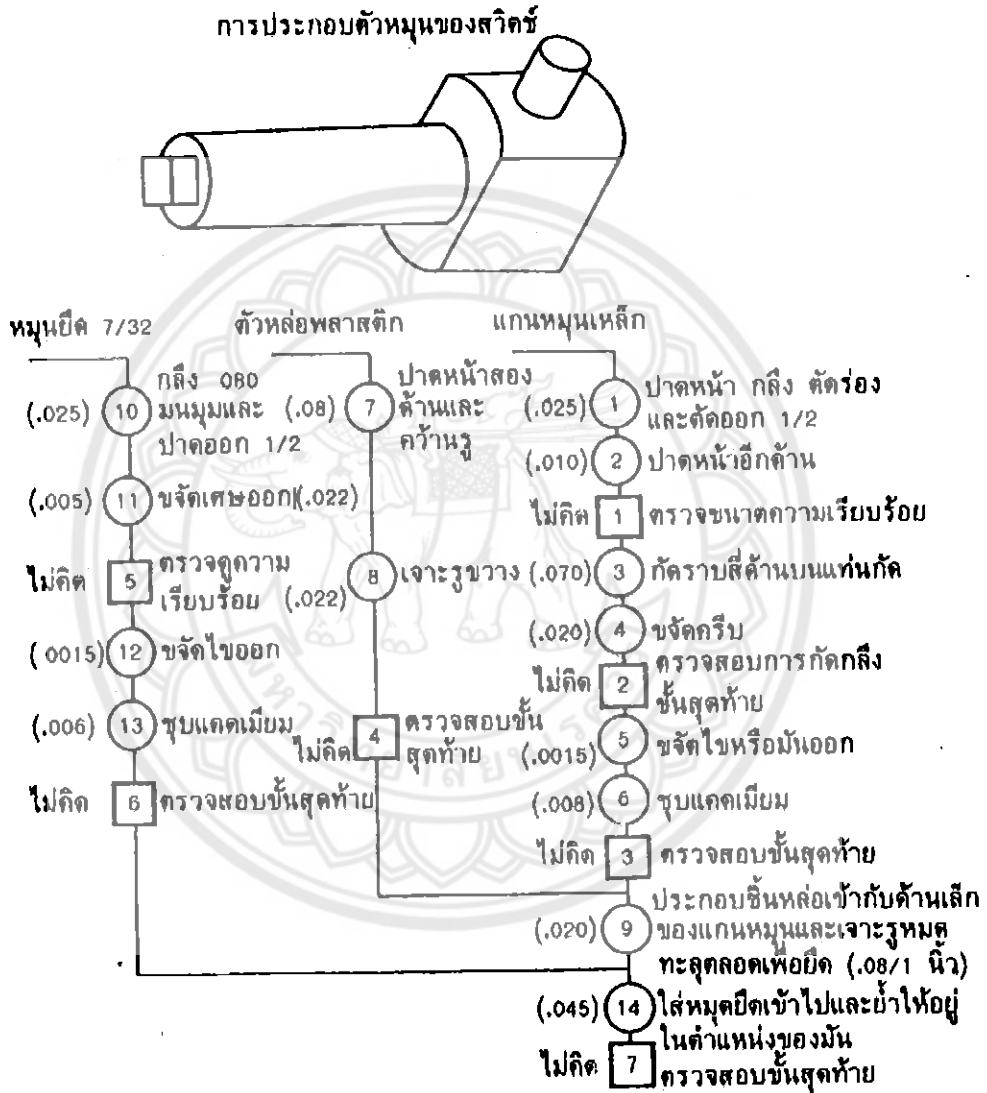 การประกอบตัวหมุนของสวิตช์
หมุนยึด 7/32
(.025) 10 กลึง 080
มนมุมและ
ปาดออก 1/2
(.005) 11 ขจัดเศษออก
ไม่คิด 5 ตรวจดูความ
เรียบร้อย
(0015) 12 ขจัดไขออก
(.006) 13 ชุบแคดเมียม
ไม่คิด 6 ตรวจสอบขั้นสุดท้าย
ตัวหล่อพลาสติก
(.08) 7 ปาดหน้าสอง
ด้านและ
คว้านรู
(.022)
(.022) 8 เจาะรูขวาง
ไม่คิด 4 ตรวจสอบขั้น
สุดท้าย
แกนหมุนเหล็ก
(.025) 1 ปาดหน้า กลึง ตัดร่อง
และตัดออก 1/2
(.010) 2 ปาดหน้าอีกด้าน
ไม่คิด 1 ตรวจขนาดความเรียบร้อย
(.070) 3 กัดราบสี่ด้านบนแท่นกัด
(.020) 4 ขจัดครีบ
ไม่คิด 2 ตรวจสอบการกัดกลึง
ขั้นสุดท้าย
(.0015) 5 ขจัดไขหรือมันออก
(.008) 6 ชุบแคดเมียม
ไม่คิด 3 ตรวจสอบขั้นสุดท้าย
ประกอบชิ้นหล่อเข้ากับด้านเล็ก
(.020) 9 ของแกนหมุนและเจาะรูหมุด
ทะลุตลอดเพื่อยึด (.08/1 นิ้ว)
(.045) 14 ใส่หมุดยึดเข้าไปและย้ำให้อยู่
ในตำแหน่งของมัน
ไม่คิด 7 ตรวจสอบขั้นสุดท้าย